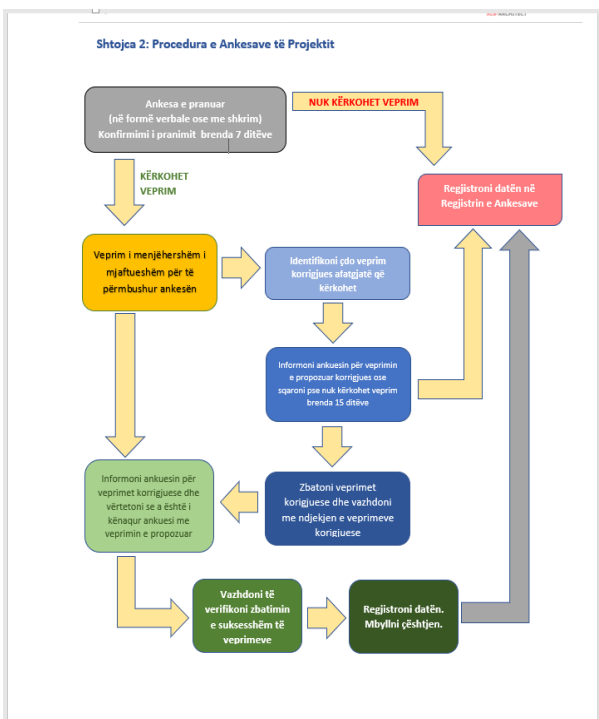 Shtojca 2: Procedura e Ankesave të Projektit
Ankesa e pranuar
(në formë verbale ose me shkrim)
Konfirmimi i pranimit brenda 7 ditëve
NUK KËRKOHET VEPRIM
KËRKOHET
VEPRIM
Regjistroni datën në
Regjistrin e Ankesave
Veprim i menjëhershëm i
mjaftueshëm për të
përmbushur ankesën
Identifikoni çdo veprim
korrigjues afatgjatë që
kërkohet
Informoni ankuesin për veprimin
e propozuar korrigjues ose
sqaroni pse nuk kërkohet veprim
brenda 15 ditëve
Informoni ankuesin për
veprimet korrigjuese dhe
vërtetoni se a është i
kënaqur ankuesi me
veprimin e propozuar
Zbatoni veprimet
korigjuese dhe vazhdoni
me ndjekjen e veprimeve
korigjuese
Vazhdoni të
verifikoni zbatimin
e suksesshëm të
veprimeve
Regjistroni datën.
Mbyllni çështjen.